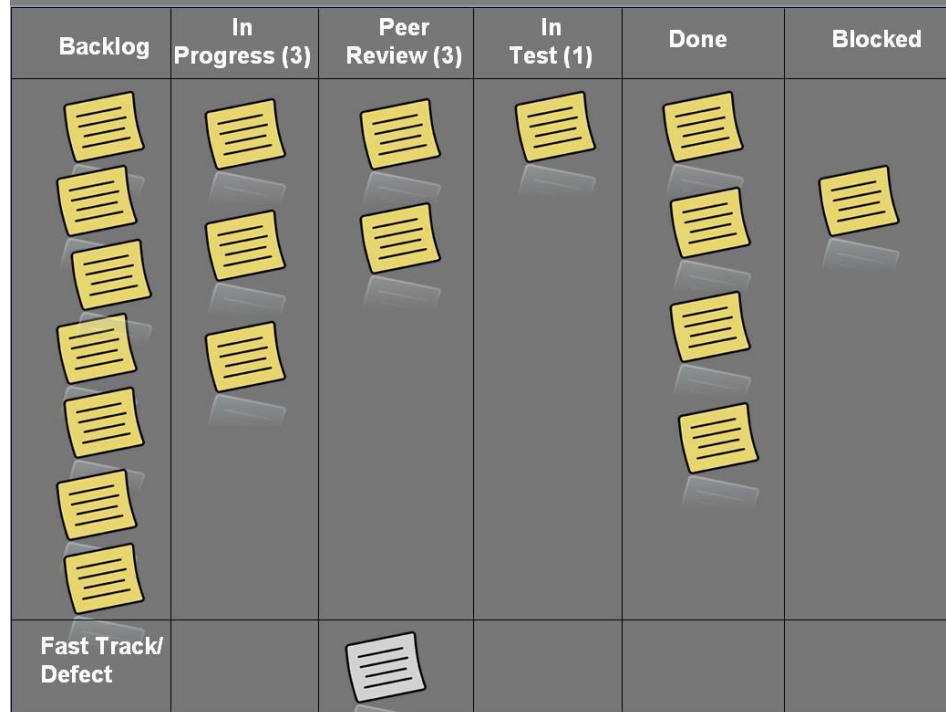 Backlog
In
Progress (3)
Peer
Review (3)
In
Test (1)
Done
Blocked
Fast Track/
Defect